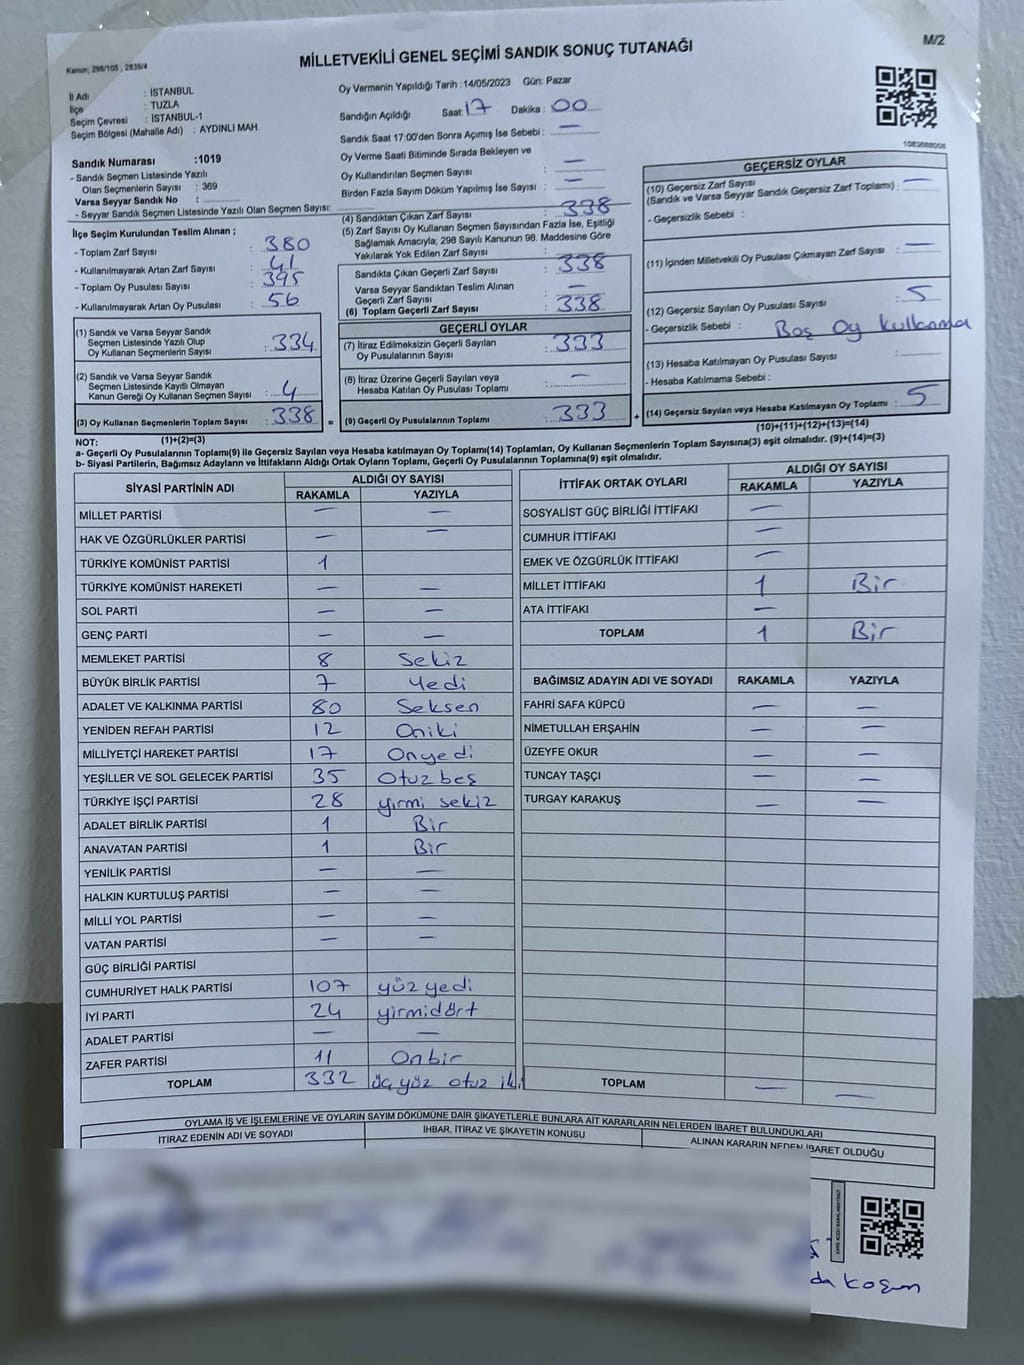 M/2
MİLLETVEKİLİ GENEL SEÇİMİ SANDIK SONUÇ TUTANAĞI
Kanun: 298/105 , 2839/4
İl Adı : İSTANBUL
İlçe : TUZLA
Seçim Çevresi : İSTANBUL-1
Seçim Bölgesi (Mahalle Adı) : AYDINLI MAH.
Sandık Numarası :1019
- Sandık Seçmen Listesinde Yazılı
Olan Seçmenlerin Sayısı : 369
Varsa Seyyar Sandık No :
- Seyyar Sandık Seçmen Listesinde Yazılı Olan Seçmen Sayısı:
İlçe Seçim Kurulundan Teslim Alınan ;
- Toplam Zarf Sayısı : 380
- Kullanılmayarak Artan Zarf Sayısı : 41
- Toplam Oy Pusulası Sayısı : 395
- Kullanılmayarak Artan Oy Pusulası : 56
(1) Sandık ve Varsa Seyyar Sandık
Seçmen Listesinde Yazılı Olup
Oy Kullanan Seçmenlerin Sayısı : 334
(2) Sandık ve Varsa Seyyar Sandık
Seçmen Listesinde Kayıtlı Olmayan
Kanun Gereği Oy Kullanan Seçmen Sayısı : 4
(3) Oy Kullanan Seçmenlerin Toplam Sayısı : 338 =
(1)+(2)=(3)
Oy Vermenin Yapıldığı Tarih :14/05/2023 Gün: Pazar
Sandığın Açıldığı Saat: 17 Dakika : 00
Sandık Saat 17:00'den Sonra Açımış İse Sebebi : —
Oy Verme Saati Bitiminde Sırada Bekleyen ve
Oy Kullandırılan Seçmen Sayısı : —
Birden Fazla Sayım Döküm Yapılmış İse Sayısı : —
(4) Sandıktan Çıkan Zarf Sayısı : 338
(5) Zarf Sayısı Oy Kullanan Seçmen Sayısından Fazla İse, Eşitliği
Sağlamak Amacıyla; 298 Sayılı Kanunun 98. Maddesine Göre
Yakılarak Yok Edilen Zarf Sayısı :
Sandıkta Çıkan Geçerli Zarf Sayısı : 338
Varsa Seyyar Sandıktan Teslim Alınan
Geçerli Zarf Sayısı : —
(6) Toplam Geçerli Zarf Sayısı : 338
GEÇERLİ OYLAR
(7) İtiraz Edilmeksizin Geçerli Sayılan
Oy Pusulalarının Sayısı : 333
(8) İtiraz Üzerine Geçerli Sayılan veya
Hesaba Katılan Oy Pusulası Toplamı : —
(9) Geçerli Oy Pusulalarının Toplamı : 333 +
1083688008
GEÇERSİZ OYLAR
(10) Geçersiz Zarf Sayısı
(Sandık ve Varsa Seyyar Sandık Geçersiz Zarf Toplamı) : —
- Geçersizlik Sebebi :
(11) İçinden Milletvekili Oy Pusulası Çıkmayan Zarf Sayısı : —
(12) Geçersiz Sayılan Oy Pusulası Sayısı : 5
- Geçersizlik Sebebi : Boş oy kullanma
(13) Hesaba Katılmayan Oy Pusulası Sayısı :
- Hesaba Katılmama Sebebi :
(14) Geçersiz Sayılan veya Hesaba Katılmayan Oy Toplamı : 5
(10)+(11)+(12)+(13)=(14)
NOT:
a- Geçerli Oy Pusulalarının Toplamı(9) ile Geçersiz Sayılan veya Hesaba katılmayan Oy Toplamı(14) Toplamları, Oy Kullanan Seçmenlerin Toplam Sayısına(3) eşit olmalıdır. (9)+(14)=(3)
b- Siyasi Partilerin, Bağımsız Adayların ve İttifakların Aldığı Ortak Oyların Toplamı, Geçerli Oy Pusulalarının Toplamına(9) eşit olmalıdır.
SİYASİ PARTİNİN ADI ALDIĞI OY SAYISI
RAKAMLA YAZIYLA
MİLLET PARTİSİ — —
HAK VE ÖZGÜRLÜKLER PARTİSİ — —
TÜRKİYE KOMÜNİST PARTİSİ 1
TÜRKİYE KOMÜNİST HAREKETİ — —
SOL PARTİ — —
GENÇ PARTİ — —
MEMLEKET PARTİSİ 8 Sekiz
BÜYÜK BİRLİK PARTİSİ 7 Yedi
ADALET VE KALKINMA PARTİSİ 80 Seksen
YENİDEN REFAH PARTİSİ 12 Oniki
MİLLİYETÇİ HAREKET PARTİSİ 17 Onyedi
YEŞİLLER VE SOL GELECEK PARTİSİ 35 Otuz beş
TÜRKİYE İŞÇİ PARTİSİ 28 yirmi sekiz
ADALET BİRLİK PARTİSİ 1 Bir
ANAVATAN PARTİSİ 1 Bir
YENİLİK PARTİSİ — —
HALKIN KURTULUŞ PARTİSİ — —
MİLLİ YOL PARTİSİ — —
VATAN PARTİSİ — —
GÜÇ BİRLİĞİ PARTİSİ
CUMHURİYET HALK PARTİSİ 107 yüz yedi
İYİ PARTİ 24 yirmidört
ADALET PARTİSİ — —
ZAFER PARTİSİ 11 Onbir
TOPLAM 332 üçyüz otuz iki
İTTİFAK ORTAK OYLARI ALDIĞI OY SAYISI
RAKAMLA YAZIYLA
SOSYALİST GÜÇ BİRLİĞİ İTTİFAKI —
CUMHUR İTTİFAKI —
EMEK VE ÖZGÜRLÜK İTTİFAKI —
MİLLET İTTİFAKI 1 Bir
ATA İTTİFAKI —
TOPLAM 1 Bir
BAĞIMSIZ ADAYIN ADI VE SOYADI RAKAMLA YAZIYLA
FAHRİ SAFA KÜPCÜ — —
NİMETULLAH ERŞAHİN — —
ÜZEYFE OKUR — —
TUNCAY TAŞÇI — —
TURGAY KARAKUŞ — —
TOPLAM — —
OYLAMA İŞ VE İŞLEMLERİNE VE OYLARIN SAYIM DÖKÜMÜNE DAİR ŞİKAYETLERLE BUNLARA AİT KARARLARIN NELERDEN İBARET BULUNDUKLARI
İTİRAZ EDENİN ADI VE SOYADI İHBAR, İTİRAZ VE ŞİKAYETİN KONUSU ALINAN KARARIN NEDEN İBARET OLDUĞU